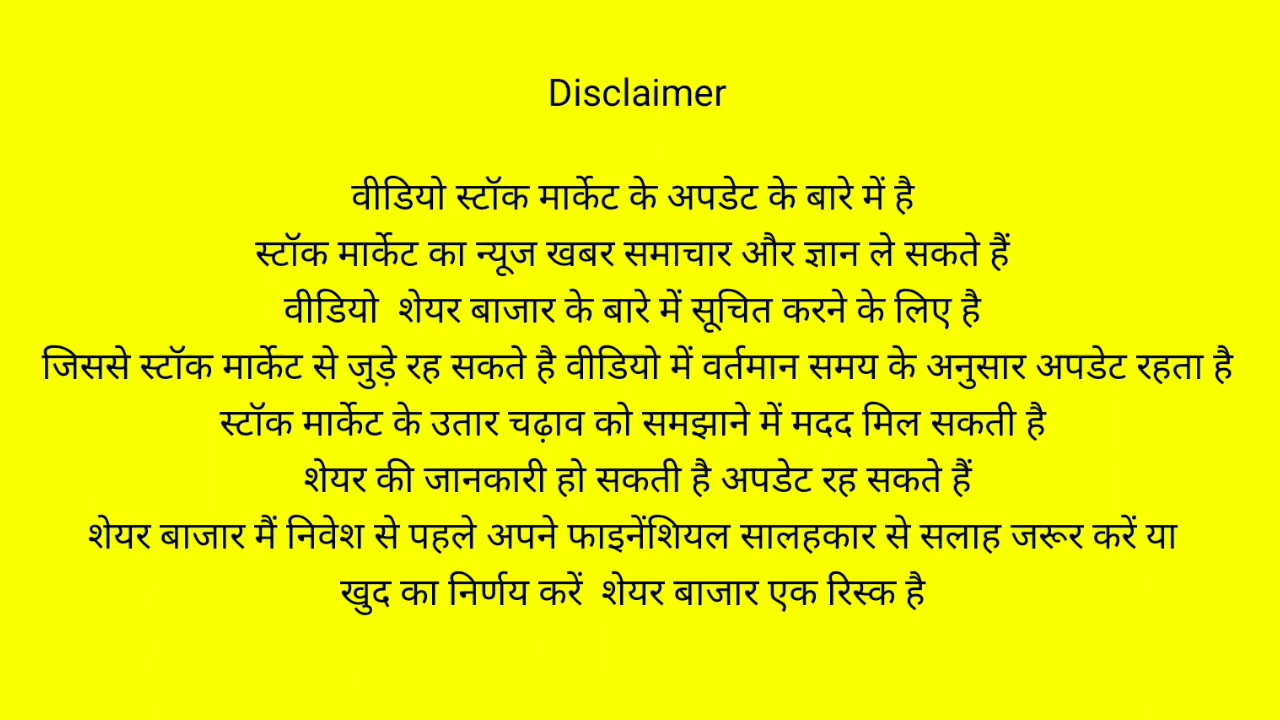 Disclaimer
वीडियो स्टॉक मार्केट के अपडेट के बारे में है
स्टॉक मार्केट का न्यूज खबर समाचार और ज्ञान ले सकते हैं
वीडियो  शेयर बाजार के बारे में सूचित करने के लिए है
जिससे स्टॉक मार्केट से जुड़े रह सकते है वीडियो में वर्तमान समय के अनुसार अपडेट रहता है
स्टॉक मार्केट के उतार चढ़ाव को समझाने में मदद मिल सकती है
शेयर की जानकारी हो सकती है अपडेट रह सकते हैं
शेयर बाजार मैं निवेश से पहले अपने फाइनेंशियल सालहकार से सलाह जरूर करें या
खुद का निर्णय करें  शेयर बाजार एक रिस्क है